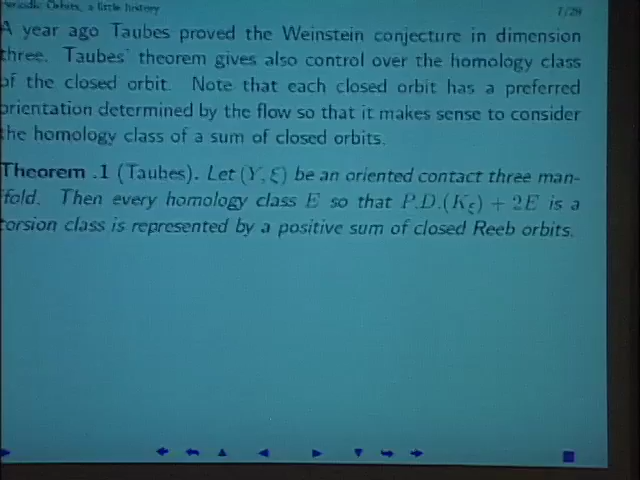 Periodic Orbits, a little history 7/29
A year ago Taubes proved the Weinstein conjecture in dimension
three. Taubes' theorem gives also control over the homology class
of the closed orbit. Note that each closed orbit has a preferred
orientation determined by the flow so that it makes sense to consider
the homology class of a sum of closed orbits.
Theorem .1 (Taubes). Let (Y, ξ) be an oriented contact three man-
ifold. Then every homology class E so that P.D.(K_ξ) + 2E is a
torsion class is represented by a positive sum of closed Reeb orbits.